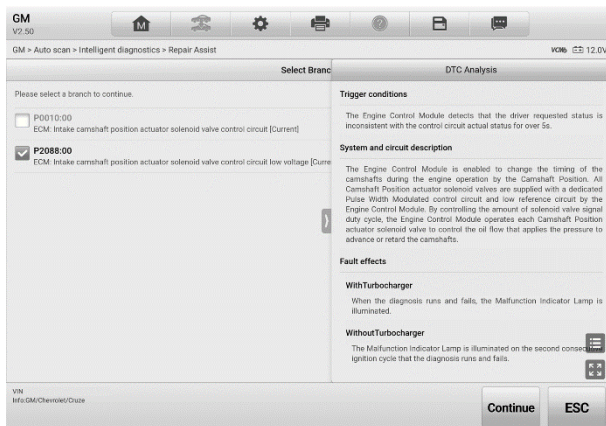 GM
V2.50
M
GM > Auto scan > Intelligent diagnostics > Repair Assist
VCMI 12.0V
Select Branc
DTC Analysis
Please select a branch to continue.
P0010:00
ECM: Intake camshaft position actuator solenoid valve control circuit [Current]
P2088:00
ECM: Intake camshaft position actuator solenoid valve control circuit low voltage [Curre
Trigger conditions
The Engine Control Module detects that the driver requested status is
inconsistent with the control circuit actual status for over 5s.
System and circuit description
The Engine Control Module is enabled to change the timing of the
camshafts during the engine operation by the Camshaft Position. All
Camshaft Position actuator solenoid valves are supplied with a dedicated
Pulse Width Modulated control circuit and low reference circuit by the
Engine Control Module. By controlling the amount of solenoid valve signal
duty cycle, the Engine Control Module operates each Camshaft Position
actuator solenoid valve to control the oil flow that applies the pressure to
advance or retard the camshafts.
Fault effects
WithTurbocharger
When the diagnosis runs and fails, the Malfunction Indicator Lamp is
illuminated.
WithoutTurbocharger
The Malfunction Indicator Lamp is illuminated on the second
ignition cycle that the diagnosis runs and fails.
VIN
Info:GM/Chevrolet/Cruze
Continue
ESC